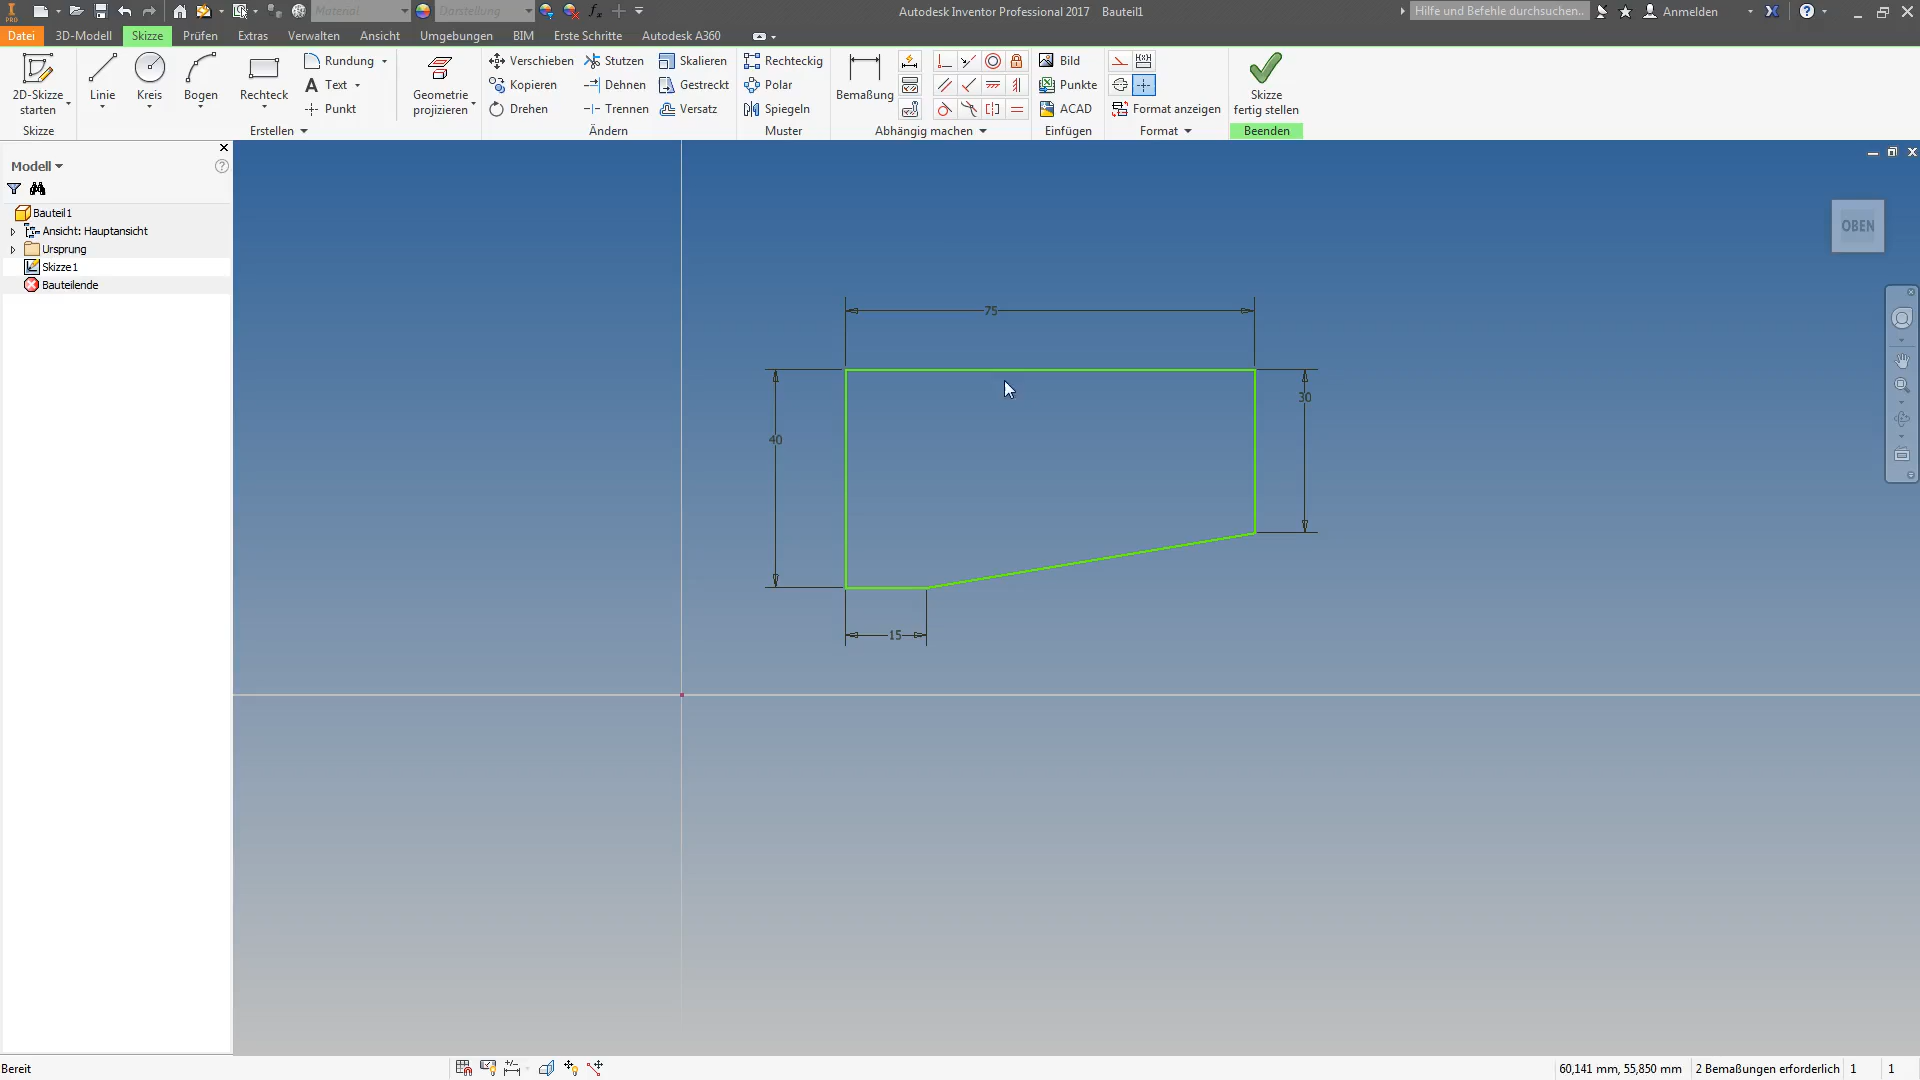 PRO Material Darstellung fx Autodesk Inventor Professional 2017 Bauteil1 Hilfe und Befehle durchsuchen.. Anmelden
Datei 3D-Modell Skizze Prüfen Extras Verwalten Ansicht Umgebungen BIM Erste Schritte Autodesk A360
2D-Skizze starten
Linie
Kreis
Bogen
Rechteck
Rundung
Text
Punkt
Geometrie projizieren
Verschieben
Kopieren
Drehen
Stutzen
Dehnen
Trennen
Skalieren
Gestreckt
Versatz
Rechteckig
Polar
Spiegeln
Bemaßung
Bild
Punkte
ACAD
Format anzeigen
Skizze fertig stellen
Skizze Erstellen Ändern Muster Abhängig machen Einfügen Format Beenden
Modell
Bauteil1
Ansicht: Hauptansicht
Ursprung
Skizze1
Bauteilende
OBEN
75
30
40
15
Bereit 60,141 mm, 55,850 mm 2 Bemaßungen erforderlich 1 1